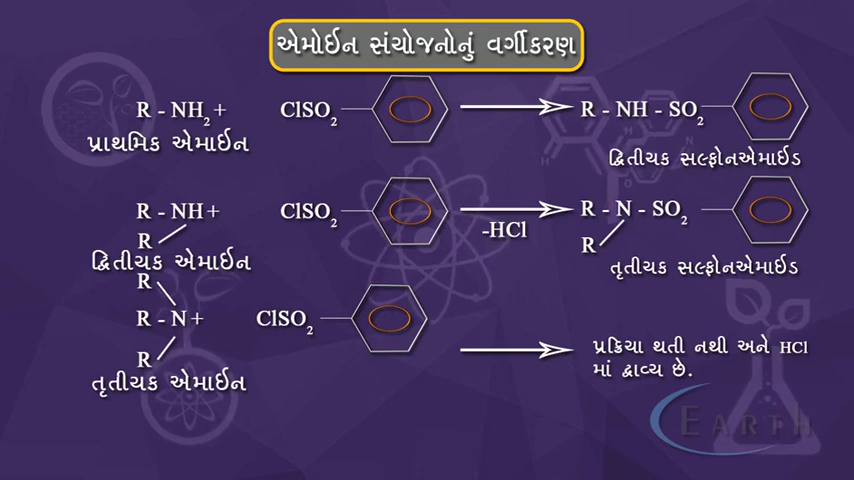 એમોઈન સંયોજનોનું વર્ગીકરણ
R - NH₂ + ClSO₂ R - NH - SO₂
પ્રાથમિક એમાઈન દ્વિતીયક સલ્ફોનએમાઈડ
R - NH + ClSO₂ -HCl R - N - SO₂
R R
દ્વિતીયક એમાઈન તૃતીયક સલ્ફોનએમાઈડ
R
R - N + ClSO₂
R પ્રક્રિયા થતી નથી અને HCl
તૃતીયક એમાઈન માં દ્રાવ્ય છે.
EARTH